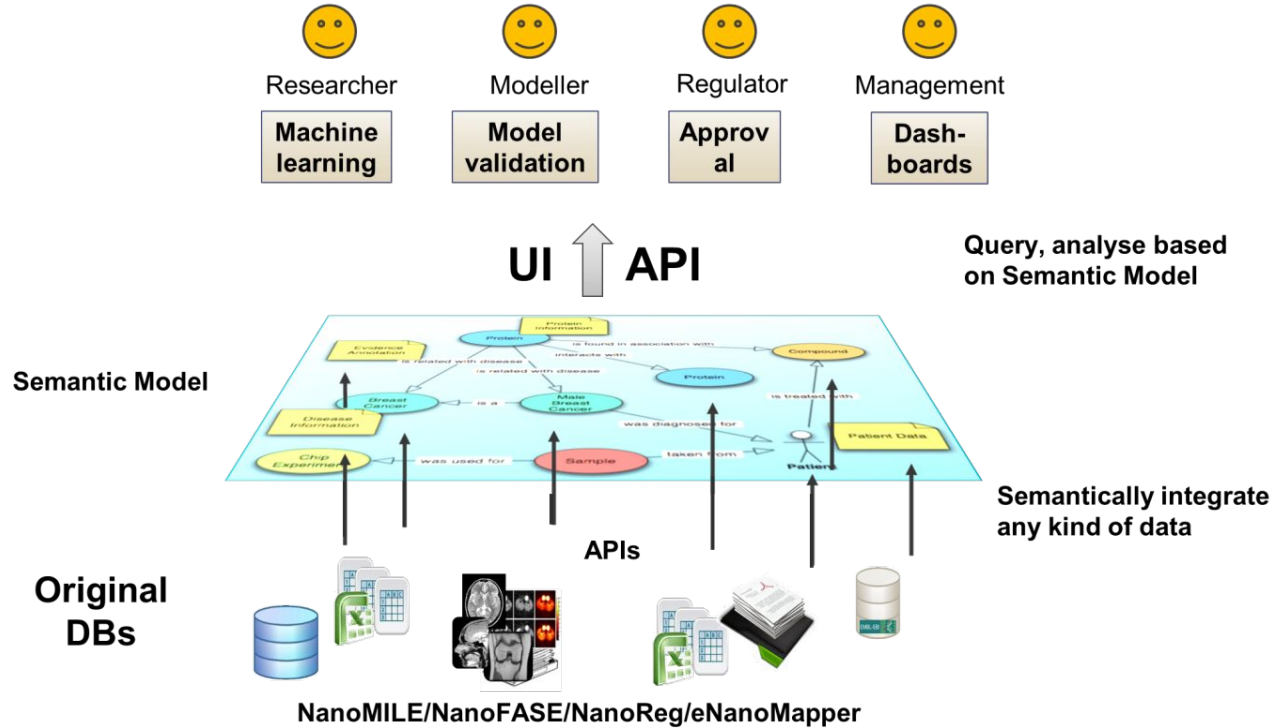 Researcher
Modeller
Regulator
Management
Machine
learning
Model
validation
Approv
al
Dash-
boards
UI
API
Query, analyse based
on Semantic Model
Semantic Model
Protein
Information
Evidence
Annotation
Protein
is found in association with
interacts with
Compound
is related with disease
is related with disease
Protein
is treated with
Breast
Cancer
is a
Male
Breast
Cancer
Disease
Information
was diagnosed for
Patient Data
Chip
Experiment
was used for
Sample
taken from
Patient
Semantically integrate
any kind of data
APIs
Original
DBs
NanoMILE/NanoFASE/NanoReg/eNanoMapper